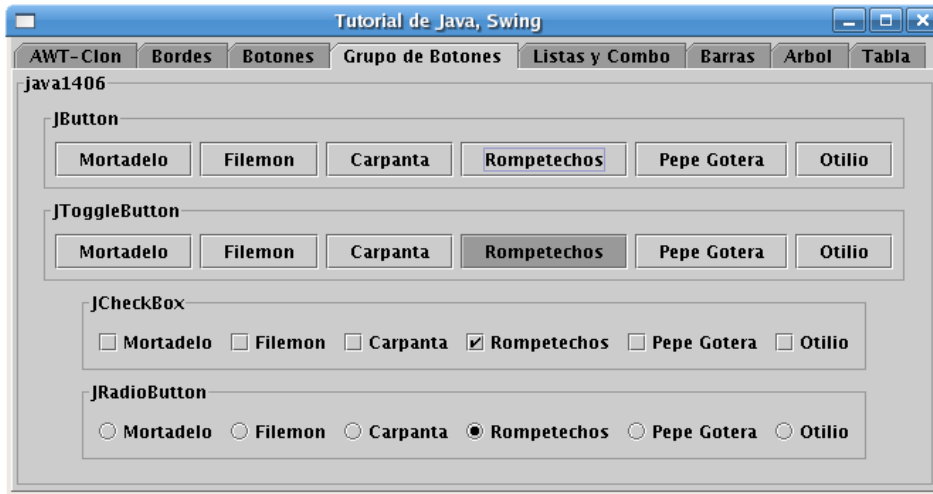 Tutorial de Java, Swing
AWT-Clon Bordes Botones Grupo de Botones Listas y Combo Barras Arbol Tabla
java1406
JButton
Mortadelo Filemon Carpanta Rompetechos Pepe Gotera Otilio
JToggleButton
Mortadelo Filemon Carpanta Rompetechos Pepe Gotera Otilio
JCheckBox
Mortadelo Filemon Carpanta Rompetechos Pepe Gotera Otilio
JRadioButton
Mortadelo Filemon Carpanta Rompetechos Pepe Gotera Otilio